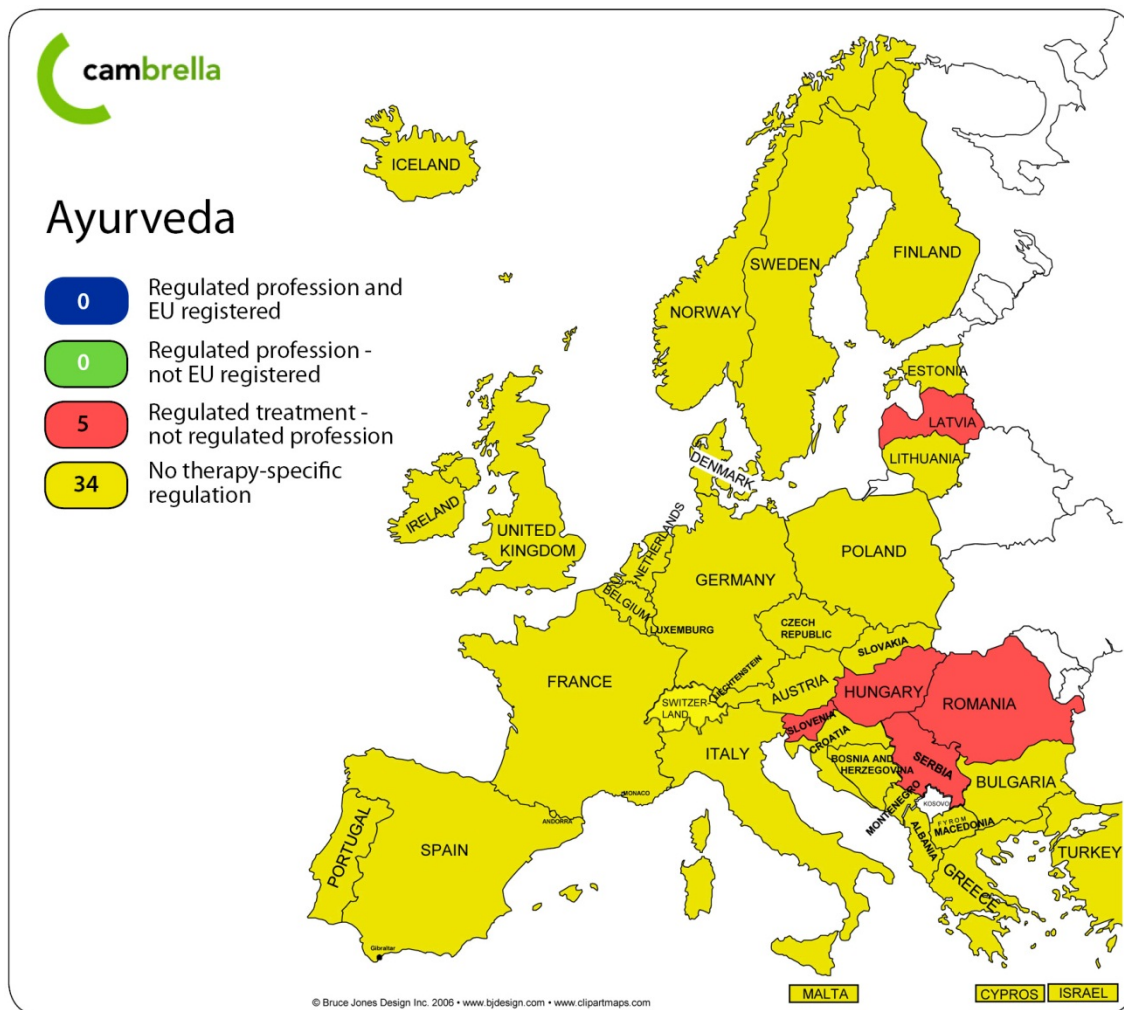 cambrella
Ayurveda
0
Regulated profession and
EU registered
0
Regulated profession -
not EU registered
5
Regulated treatment -
not regulated profession
34
No therapy-specific
regulation
ICELAND
NORWAY
SWEDEN
FINLAND
ESTONIA
LATVIA
LITHUANIA
DENMARK
IRELAND
UNITED
KINGDOM
NETHERLANDS
BELGIUM
LUXEMBURG
GERMANY
POLAND
CZECH
REPUBLIC
SLOVAKIA
FRANCE
LIECHTENSTEIN
SWITZER-
LAND
AUSTRIA
HUNGARY
ROMANIA
SLOVENIA
CROATIA
ITALY
BOSNIA AND
HERZEGOVINA
SERBIA
BULGARIA
MONACO
ANDORRA
MONTENEGRO
KOSOVO
FYROM
MACEDONIA
ALBANIA
PORTUGAL
SPAIN
GREECE
TURKEY
Gibraltar
MALTA
CYPROS
ISRAEL
© Bruce Jones Design Inc. 2006 • www.bjdesign.com • www.clipartmaps.com